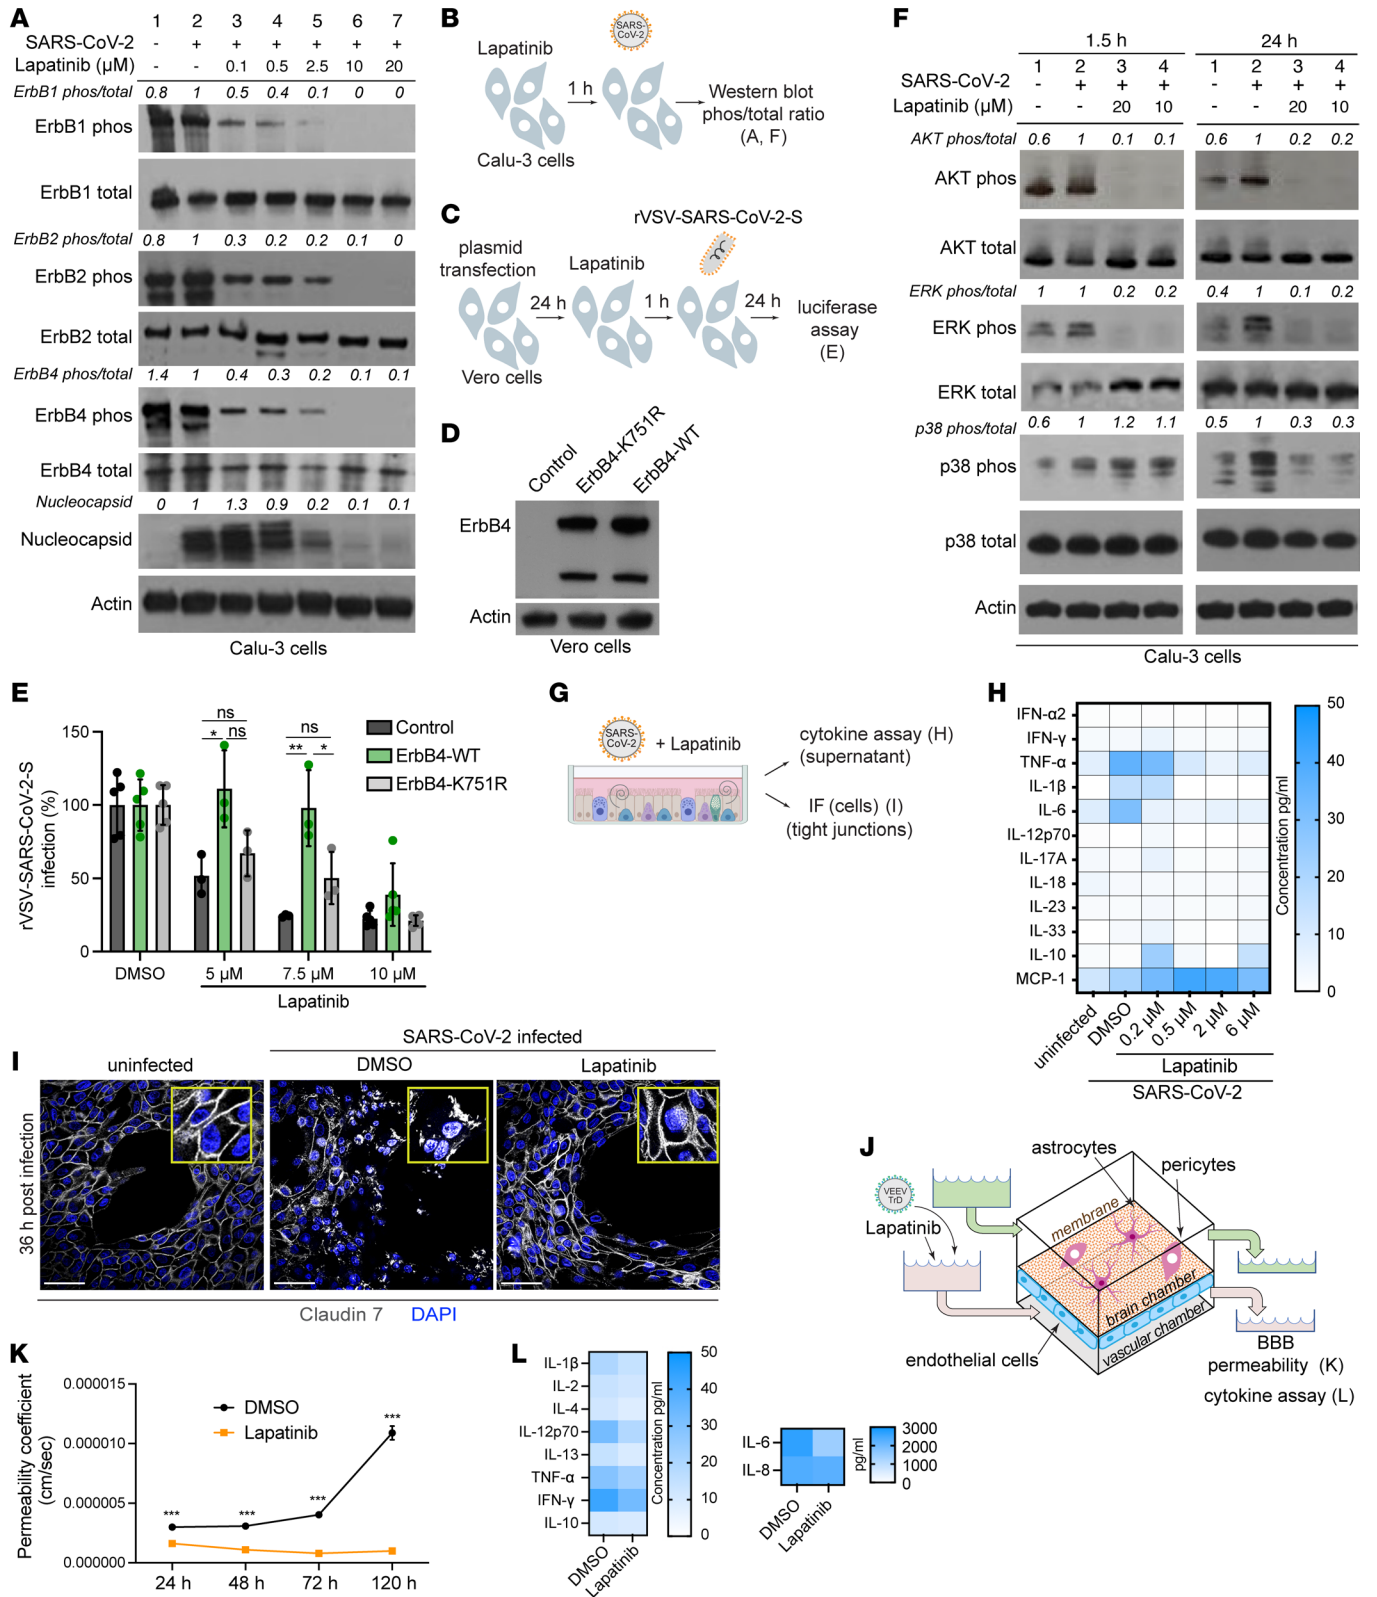 A
1 2 3 4 5 6 7
SARS-CoV-2 - + + + + + +
Lapatinib (µM) - - 0.1 0.5 2.5 10 20
ErbB1 phos/total 0.8 1 0.5 0.4 0.1 0 0
ErbB1 phos
ErbB1 total
ErbB2 phos/total 0.8 1 0.3 0.2 0.2 0.1 0
ErbB2 phos
ErbB2 total
ErbB4 phos/total 1.4 1 0.4 0.3 0.2 0.1 0.1
ErbB4 phos
ErbB4 total
Nucleocapsid 0 1 1.3 0.9 0.2 0.1 0.1
Nucleocapsid
Actin
Calu-3 cells
B
SARS-
CoV-2
Lapatinib
1 h
Western blot
phos/total ratio
(A, F)
Calu-3 cells
C
rVSV-SARS-CoV-2-S
plasmid
transfection
Lapatinib
24 h
1 h
24 h
luciferase
assay
(E)
Vero cells
D
Control
ErbB4-K751R
ErbB4-WT
ErbB4
Actin
Vero cells
F
1.5 h 24 h
1 2 3 4 1 2 3 4
SARS-CoV-2 - + + + - + + +
Lapatinib (µM) - - 20 10 - - 20 10
AKT phos/total 0.6 1 0.1 0.1 0.6 1 0.2 0.2
AKT phos
AKT total
ERK phos/total 1 1 0.2 0.2 0.4 1 0.1 0.2
ERK phos
ERK total
p38 phos/total 0.6 1 1.2 1.1 0.5 1 0.3 0.3
p38 phos
p38 total
Actin
Calu-3 cells
E
rVSV-SARS-CoV-2-S
infection (%)
150
100
50
0
ns
* ns
ns
** *
Control
ErbB4-WT
ErbB4-K751R
DMSO 5 µM 7.5 µM 10 µM
Lapatinib
G
SARS-
CoV-2
+ Lapatinib
cytokine assay (H)
(supernatant)
IF (cells) (I)
(tight junctions)
H
IFN-α2
IFN-γ
TNF-α
IL-1β
IL-6
IL-12p70
IL-17A
IL-18
IL-23
IL-33
IL-10
MCP-1
uninfected
DMSO
0.2 µM
0.5 µM
2 µM
6 µM
Lapatinib
SARS-CoV-2
Concentration pg/ml
50
40
30
20
10
0
I
SARS-CoV-2 infected
uninfected DMSO Lapatinib
36 h post infection
Claudin 7 DAPI
J
VEEV
TrD
Lapatinib
astrocytes
pericytes
membrane
brain chamber
vascular chamber
endothelial cells
BBB
permeability (K)
cytokine assay (L)
K
Permeability coefficient
(cm/sec)
0.000015
0.000010
0.000005
0.000000
DMSO
Lapatinib
***
***
***
***
24 h 48 h 72 h 120 h
L
IL-1β
IL-2
IL-4
IL-12p70
IL-13
TNF-α
IFN-γ
IL-10
DMSO
Lapatinib
Concentration pg/ml
50
40
30
20
10
0
IL-6
IL-8
DMSO
Lapatinib
pg/ml
3000
2000
1000
0